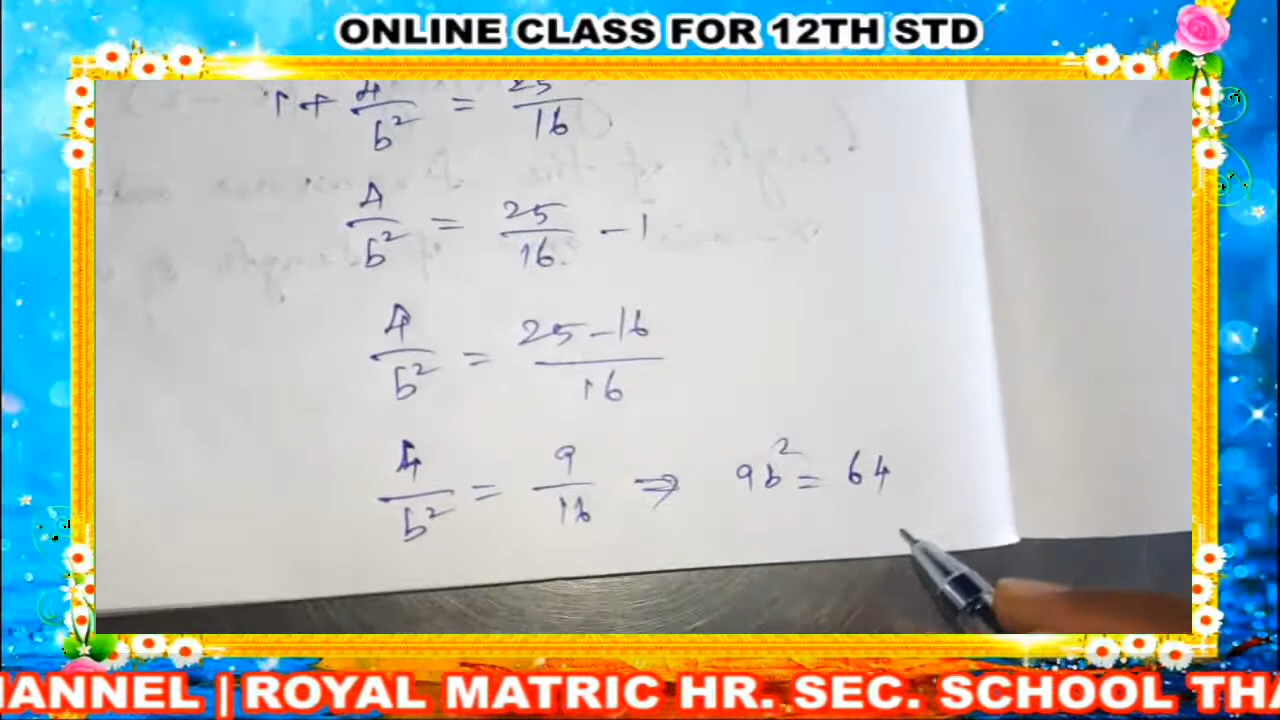 ONLINE CLASS FOR 12TH STD
1 + 4/b² = 25/16
4/b² = 25/16 - 1
4/b² = 25-16/16
4/b² = 9/16 ⇒ 9b² = 64
HANNEL | ROYAL MATRIC HR. SEC. SCHOOL THA